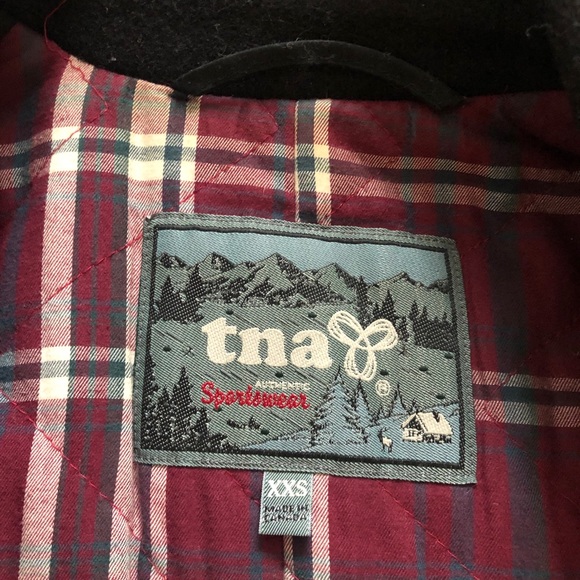 tna
®
AUTHENTIC
Sportswear
XXS
MADE IN
CANADA